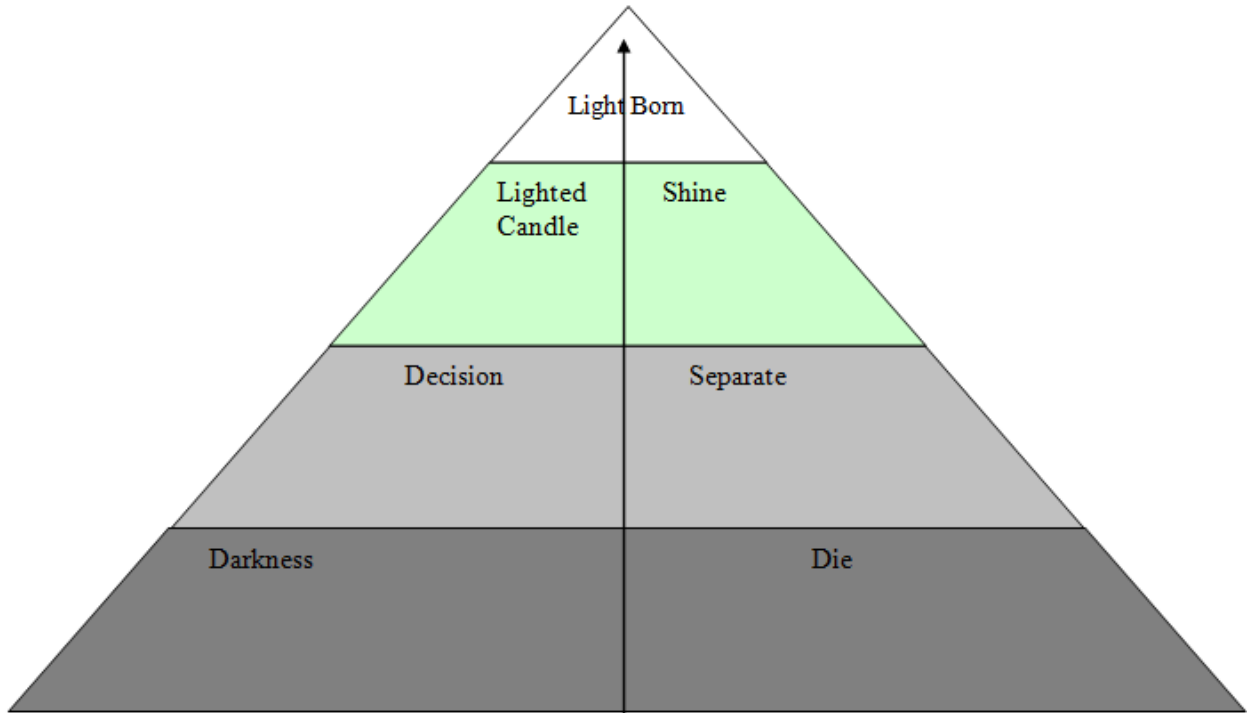 Light Born
Lighted
Candle
Shine
Decision
Separate
Darkness
Die